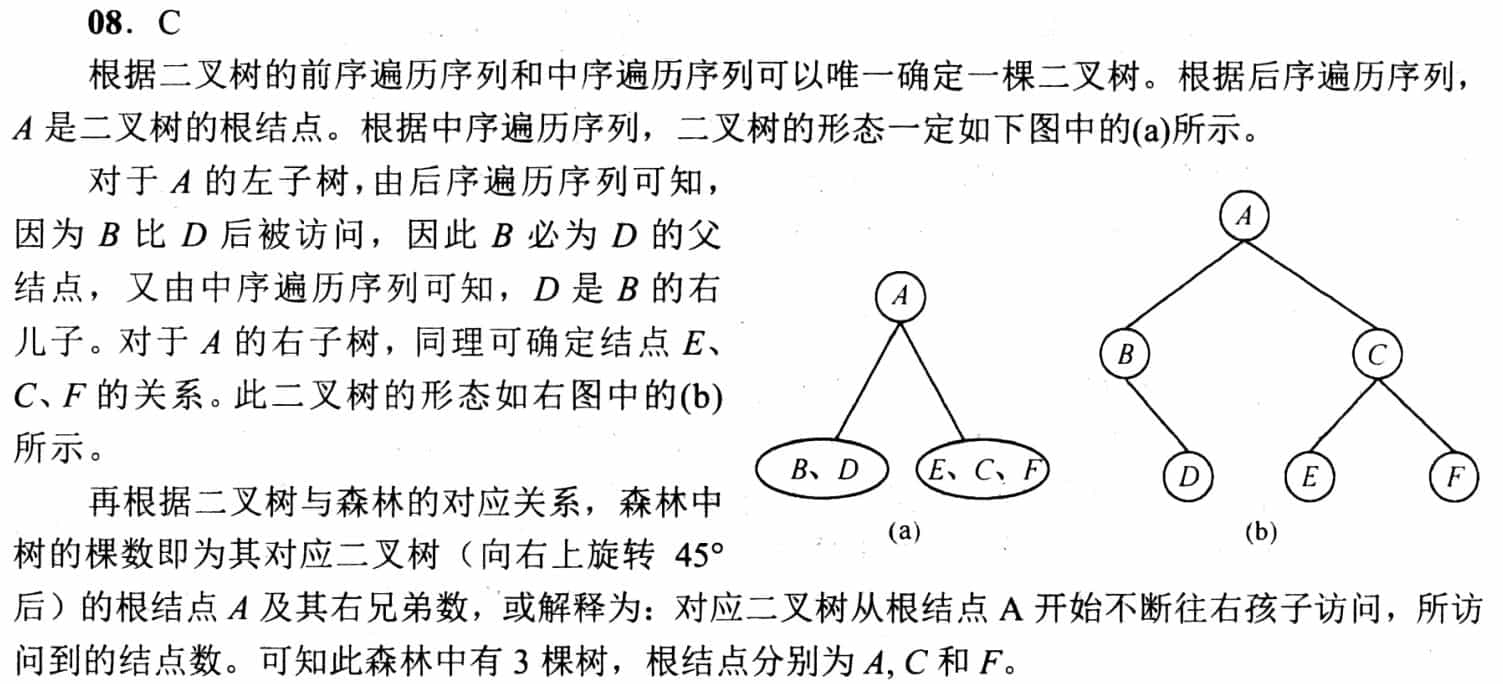 08. C
根据二叉树的前序遍历序列和中序遍历序列可以唯一确定一棵二叉树。根据后序遍历序列，
A 是二叉树的根结点。根据中序遍历序列，二叉树的形态一定如下图中的(a)所示。
对于 A 的左子树，由后序遍历序列可知，
因为 B 比 D 后被访问，因此 B 必为 D 的父
结点，又由中序遍历序列可知，D 是 B 的右
儿子。对于 A 的右子树，同理可确定结点 E、
C、F 的关系。此二叉树的形态如右图中的(b)
所示。
再根据二叉树与森林的对应关系，森林中
树的棵数即为其对应二叉树（向右上旋转 45°
后）的根结点 A 及其右兄弟数，或解释为：对应二叉树从根结点 A 开始不断往右孩子访问，所访
问到的结点数。可知此森林中有 3 棵树，根结点分别为 A, C 和 F。
A
B、D
E、C、F
(a)
A
B
C
D
E
F
(b)